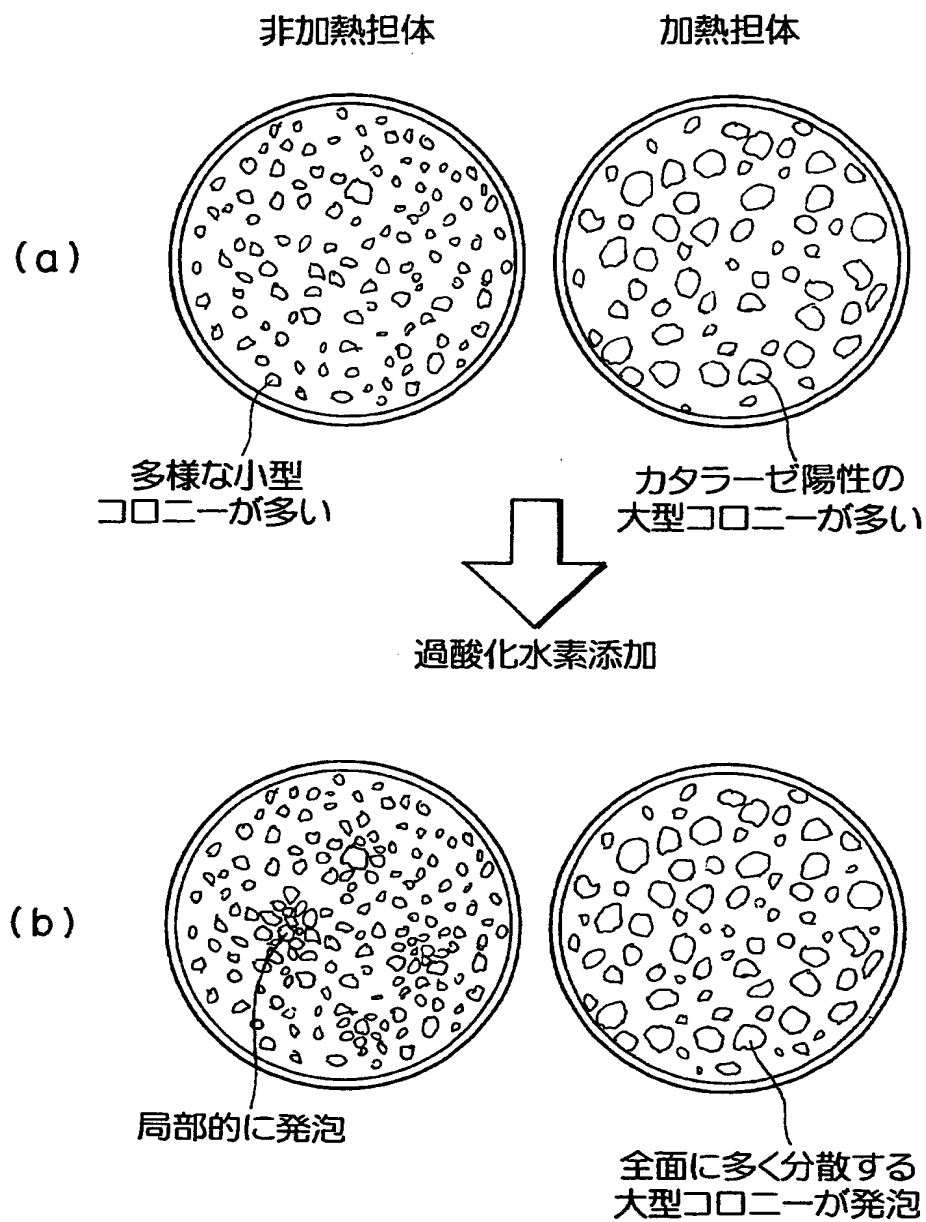 非加熱担体
加熱担体
(a)
多様な小型
コロニーが多い
カタラーゼ陽性の
大型コロニーが多い
過酸化水素添加
(b)
局部的に発泡
全面に多く分散する
大型コロニーが発泡